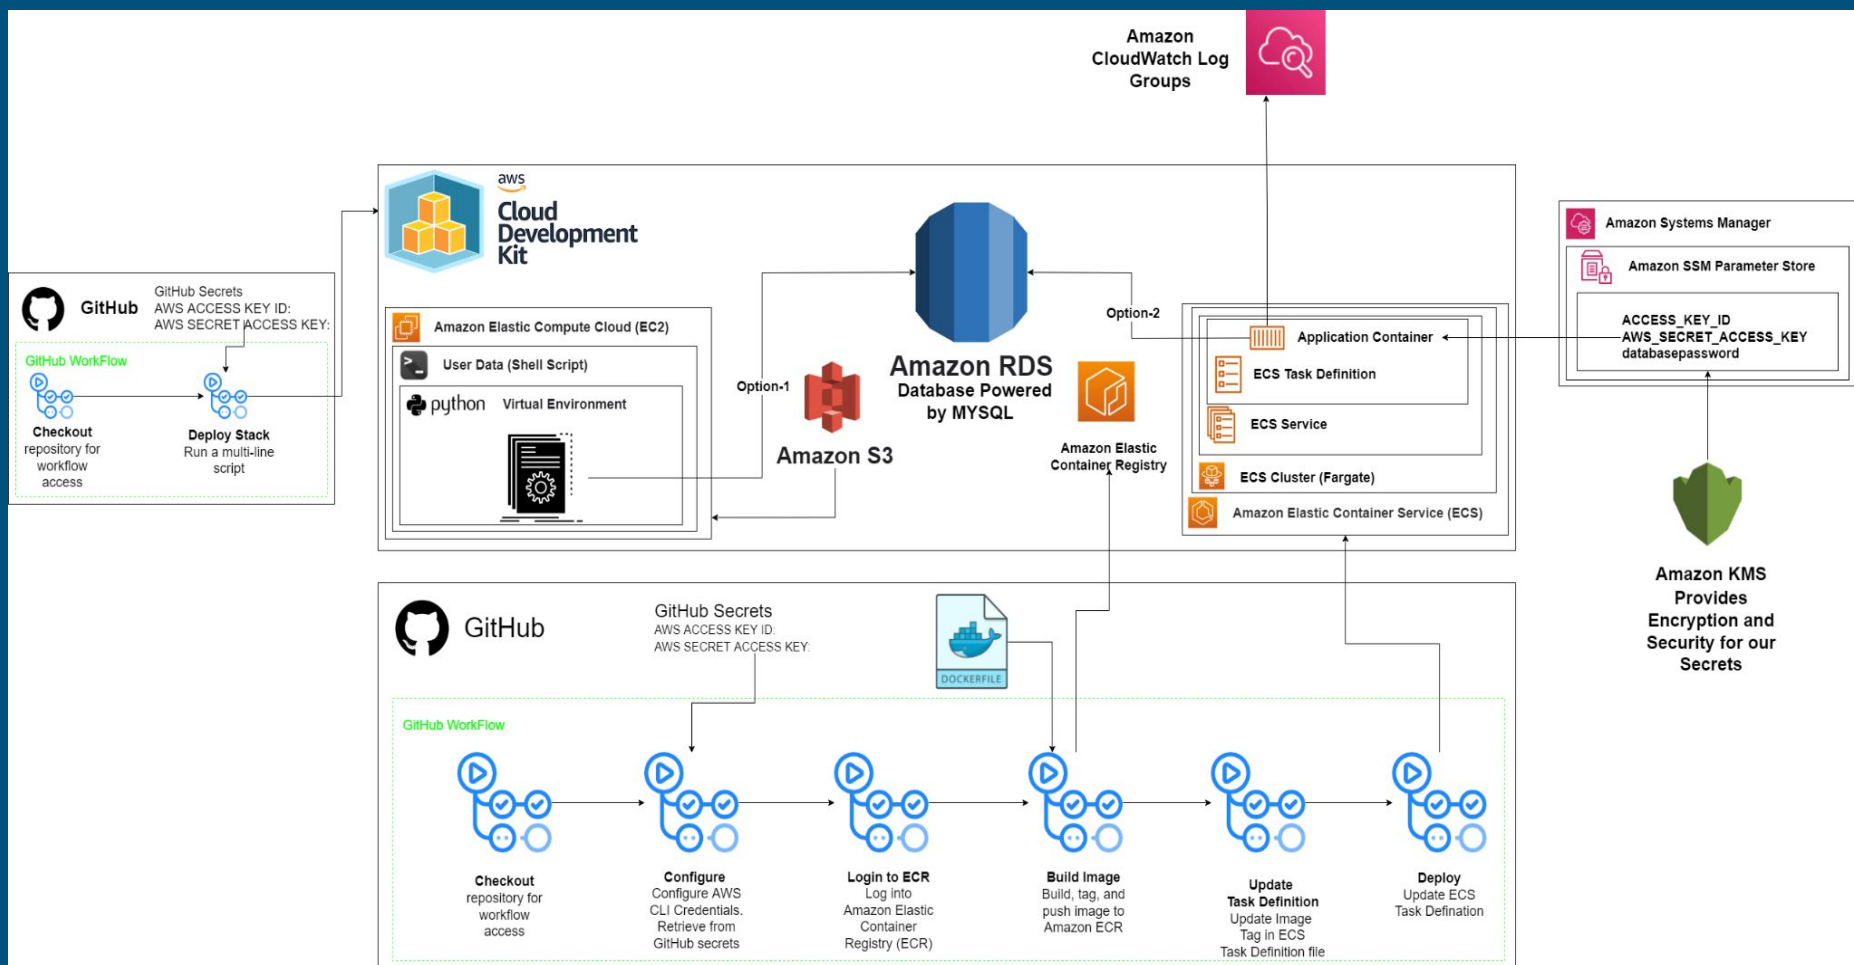 Amazon
CloudWatch Log
Groups
aws
Cloud
Development
Kit
GitHub
GitHub Secrets
AWS ACCESS KEY ID:
AWS SECRET ACCESS KEY:
GitHub WorkFlow
Checkout
repository for
workflow
access
Deploy Stack
Run a multi-line
script
Amazon Elastic Compute Cloud (EC2)
User Data (Shell Script)
python
Virtual Environment
Option-1
Amazon S3
Amazon RDS
Database Powered
by MYSQL
Option-2
Amazon Elastic
Container Registry
Application Container
ECS Task Definition
ECS Service
ECS Cluster (Fargate)
Amazon Elastic Container Service (ECS)
Amazon Systems Manager
Amazon SSM Parameter Store
ACCESS_KEY_ID
AWS_SECRET_ACCESS_KEY
databasepassword
Amazon KMS
Provides
Encryption and
Security for our
Secrets
GitHub
GitHub Secrets
AWS ACCESS KEY ID:
AWS SECRET ACCESS KEY:
DOCKERFILE
GitHub WorkFlow
Checkout
repository for
workflow
access
Configure
Configure AWS
CLI Credentials.
Retrieve from
GitHub secrets
Login to ECR
Log into
Amazon Elastic
Container
Registry (ECR)
Build Image
Build, tag, and
push image to
Amazon ECR
Update
Task Definition
Update Image
Tag in ECS
Task Definition file
Deploy
Update ECS
Task Defination